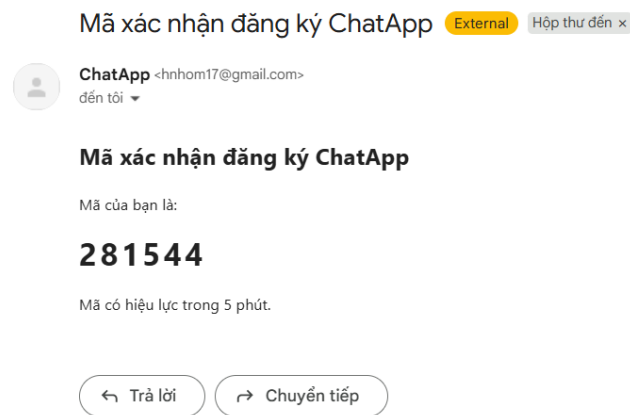 Mã xác nhận đăng ký ChatApp External Hộp thư đến ×
ChatApp <hnhom17@gmail.com>
đến tôi
Mã xác nhận đăng ký ChatApp
Mã của bạn là:
281544
Mã có hiệu lực trong 5 phút.
Trả lời Chuyển tiếp